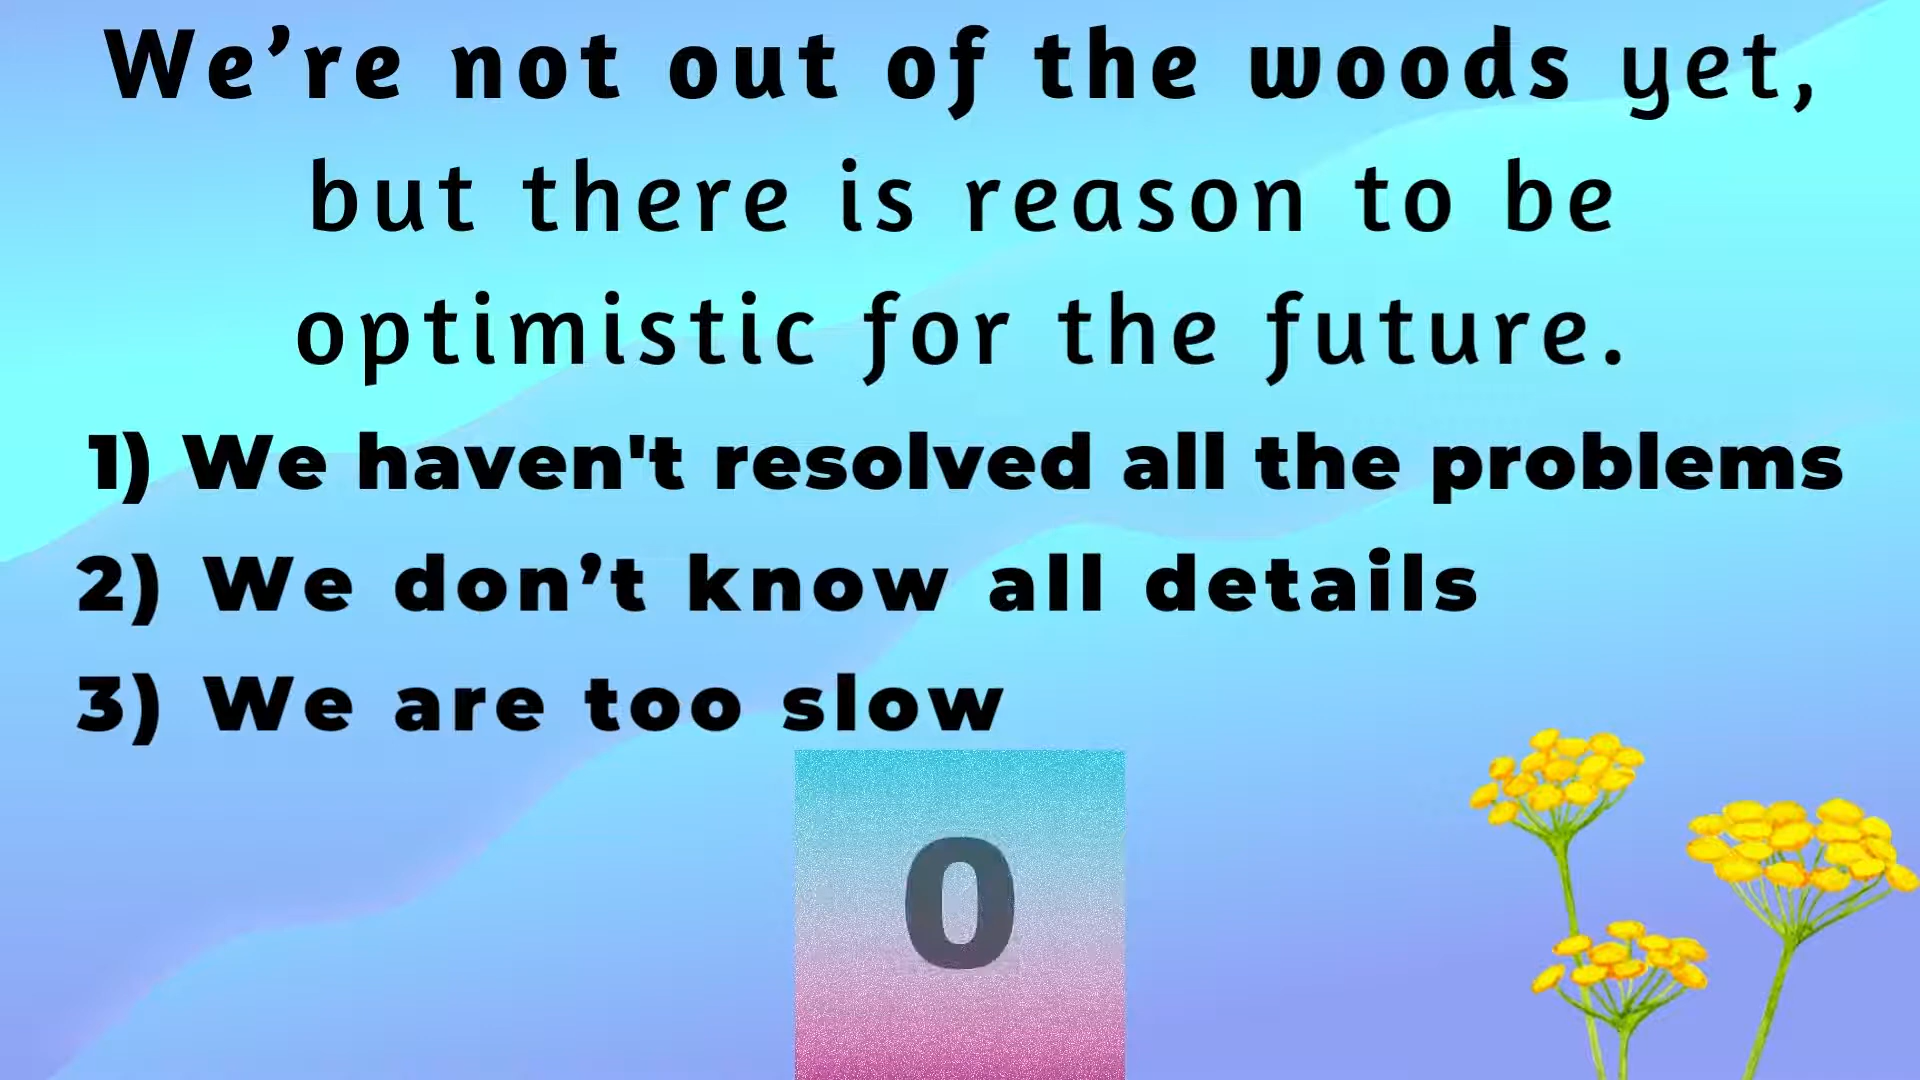 We’re not out of the woods yet,
but there is reason to be
optimistic for the future.
1) We haven't resolved all the problems
2) We don’t know all details
3) We are too slow
0